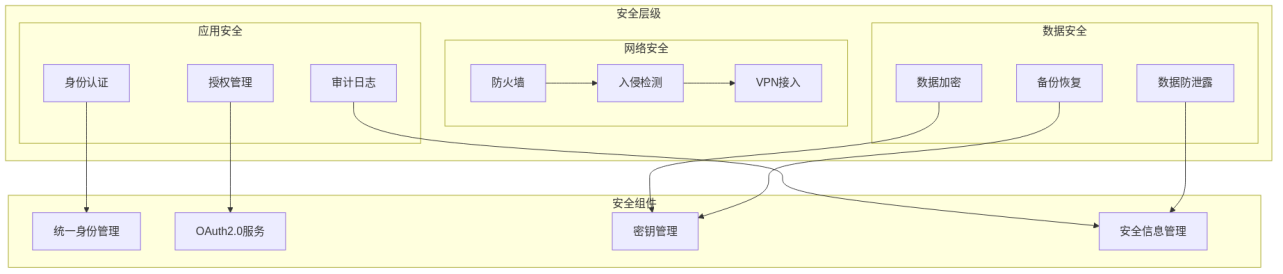 安全层级
应用安全
身份认证
授权管理
审计日志
网络安全
防火墙
入侵检测
VPN接入
数据安全
数据加密
备份恢复
数据防泄露
安全组件
统一身份管理
OAuth2.0服务
密钥管理
安全信息管理